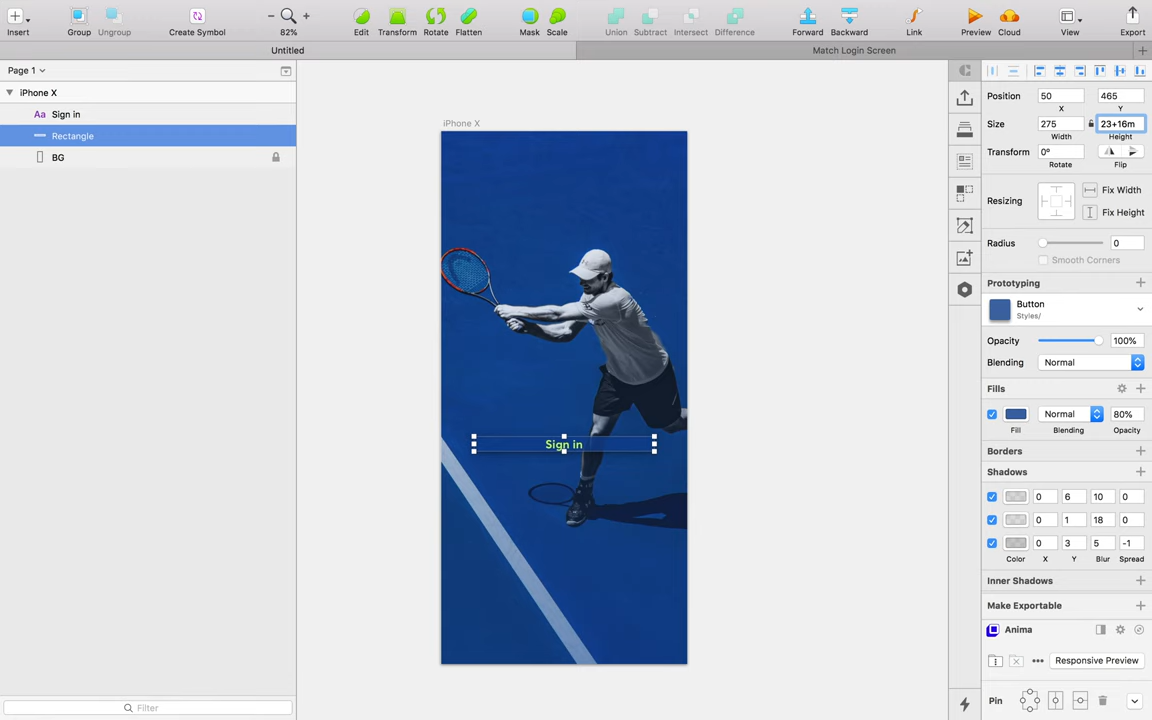 Insert
Group
Ungroup
Create Symbol
82%
Edit
Transform
Rotate
Flatten
Mask
Scale
Union
Subtract
Intersect
Difference
Forward
Backward
Link
Preview
Cloud
View
Export
Untitled
Match Login Screen
Page 1
iPhone X
Aa Sign in
Rectangle
BG
Filter
iPhone X
Sign in
Position 50 465
X Y
Size 275 23+16m
Width Height
Transform 0°
Rotate Flip
Resizing
Fix Width
Fix Height
Radius 0
Smooth Corners
Prototyping
Button
Styles/
Opacity 100%
Blending Normal
Fills
Normal 80%
Fill Blending Opacity
Borders
Shadows
0 6 10 0
0 1 18 0
0 3 5 -1
Color X Y Blur Spread
Inner Shadows
Make Exportable
Anima
Responsive Preview
Pin